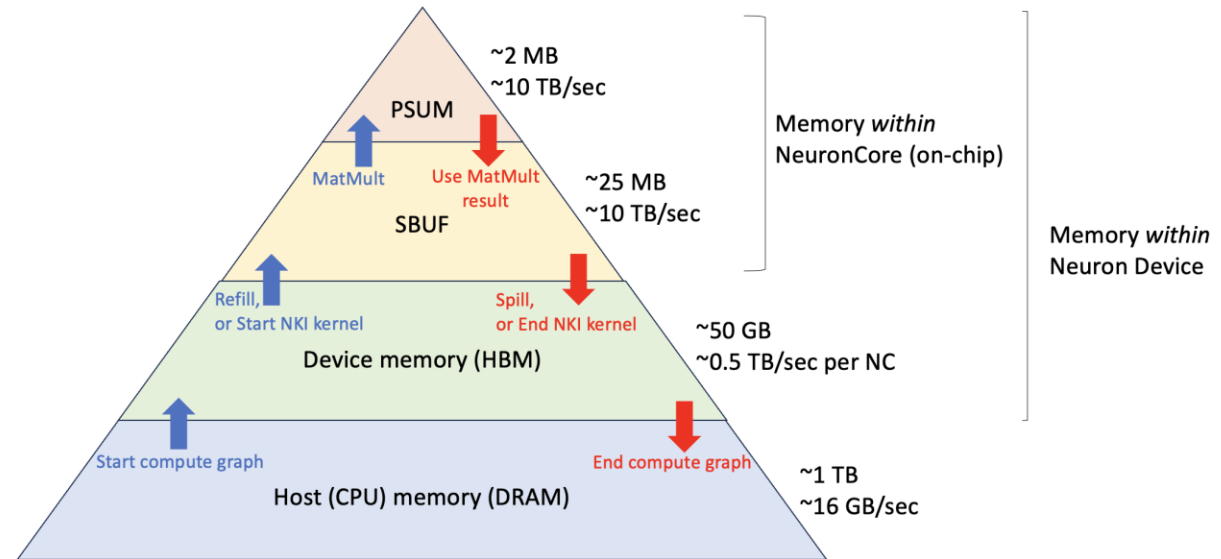 ~2 MB
~10 TB/sec
PSUM
Memory within
NeuronCore (on-chip)
MatMult
Use MatMult
result
~25 MB
~10 TB/sec
SBUF
Memory within
Neuron Device
Refill,
or Start NKI kernel
Spill,
or End NKI kernel
~50 GB
~0.5 TB/sec per NC
Device memory (HBM)
Start compute graph
End compute graph
~1 TB
~16 GB/sec
Host (CPU) memory (DRAM)